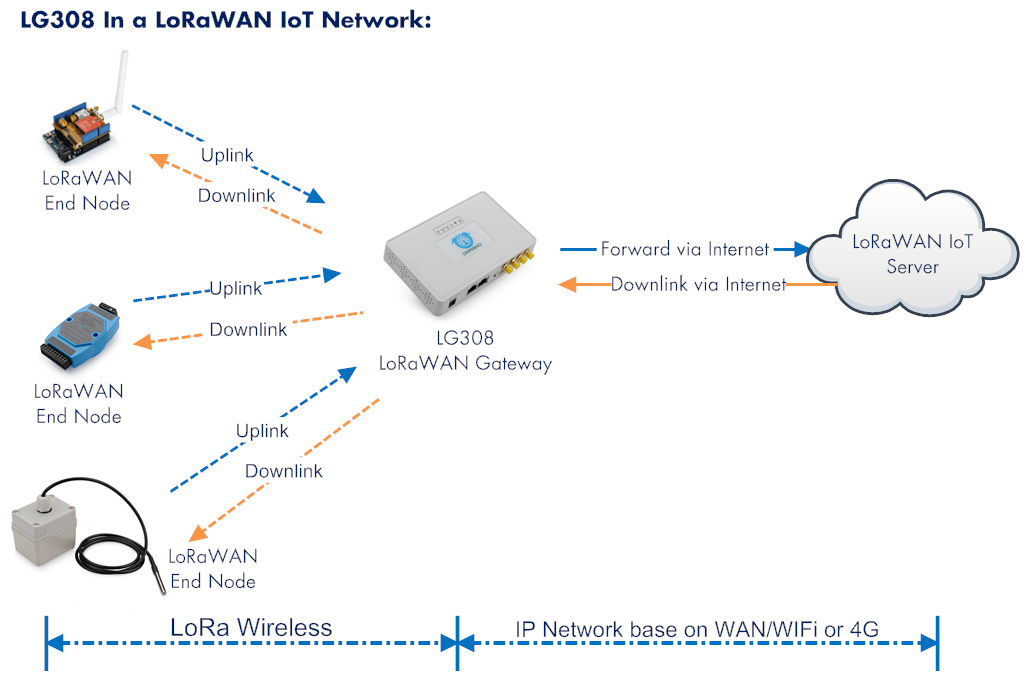 LG308 In a LoRaWAN IoT Network:
Uplink
Downlink
LoRaWAN
End Node
Uplink
Downlink
LoRaWAN
End Node
Uplink
Downlink
LoRaWAN
End Node
LG308
LoRaWAN Gateway
Forward via Internet
Downlink via Internet
LoRaWAN IoT
Server
LoRa Wireless
IP Network base on WAN/WIFi or 4G